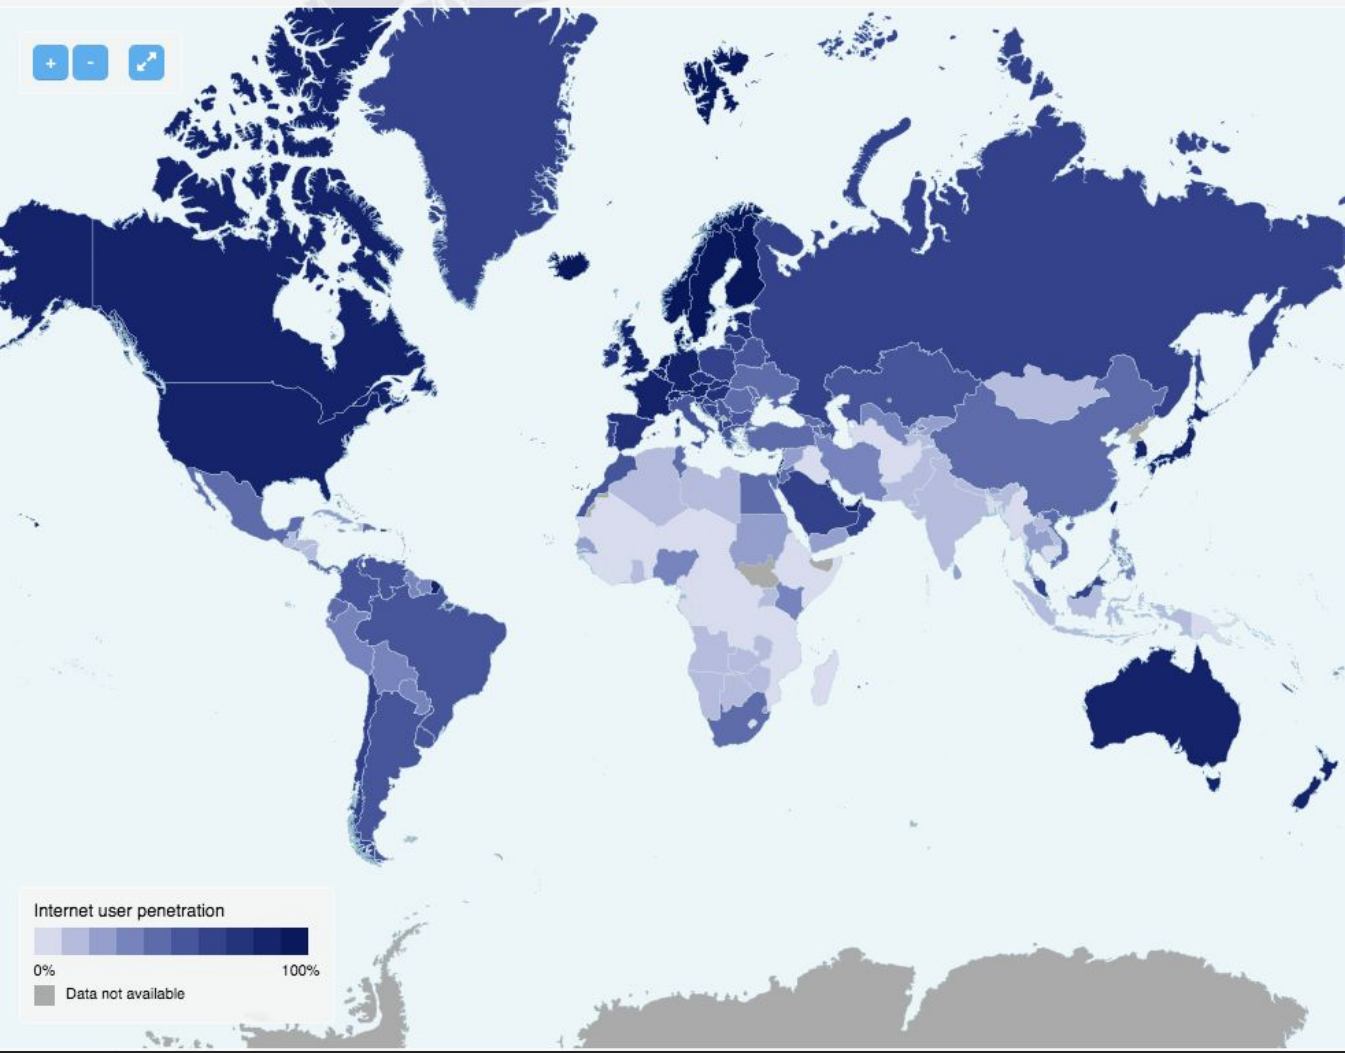 + -
Internet user penetration
0% 100%
Data not available